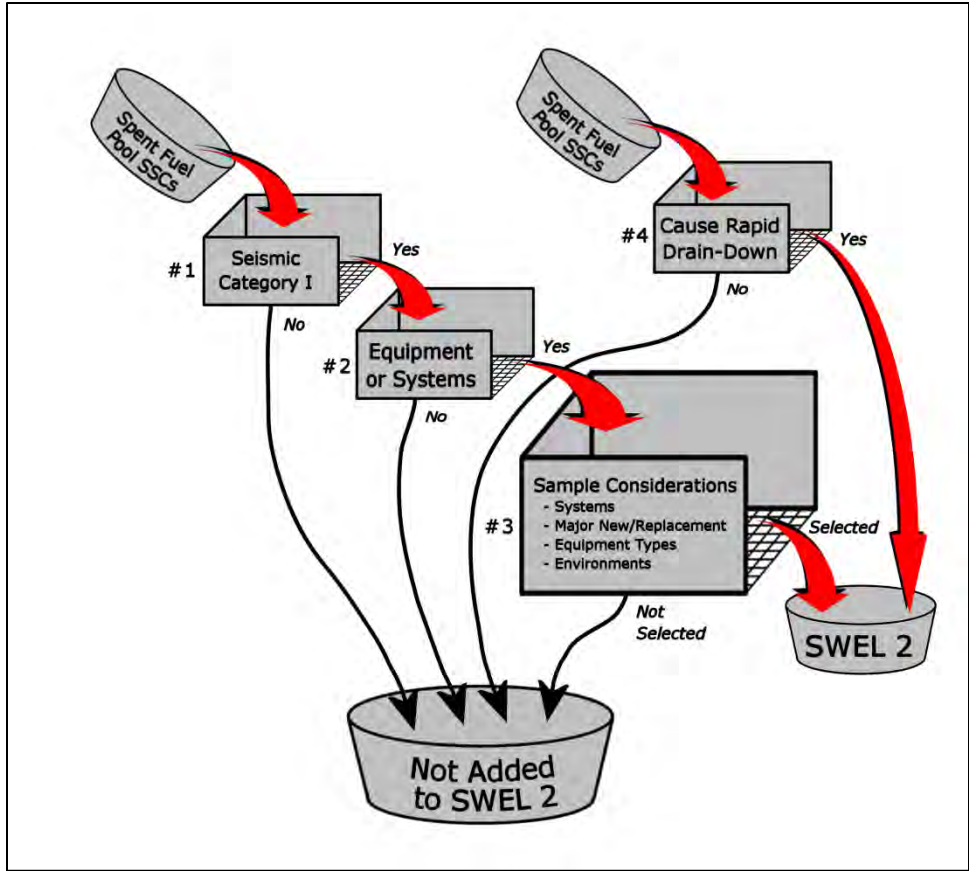 Spent Fuel
Pool SSCs
#1
Seismic
Category I
Yes
No
#2
Equipment
or Systems
Yes
No
#3
Sample Considerations
- Systems
- Major New/Replacement
- Equipment Types
- Environments
Selected
Not
Selected
Spent Fuel
Pool SSCs
#4
Cause Rapid
Drain-Down
Yes
No
SWEL 2
Not Added
to SWEL 2